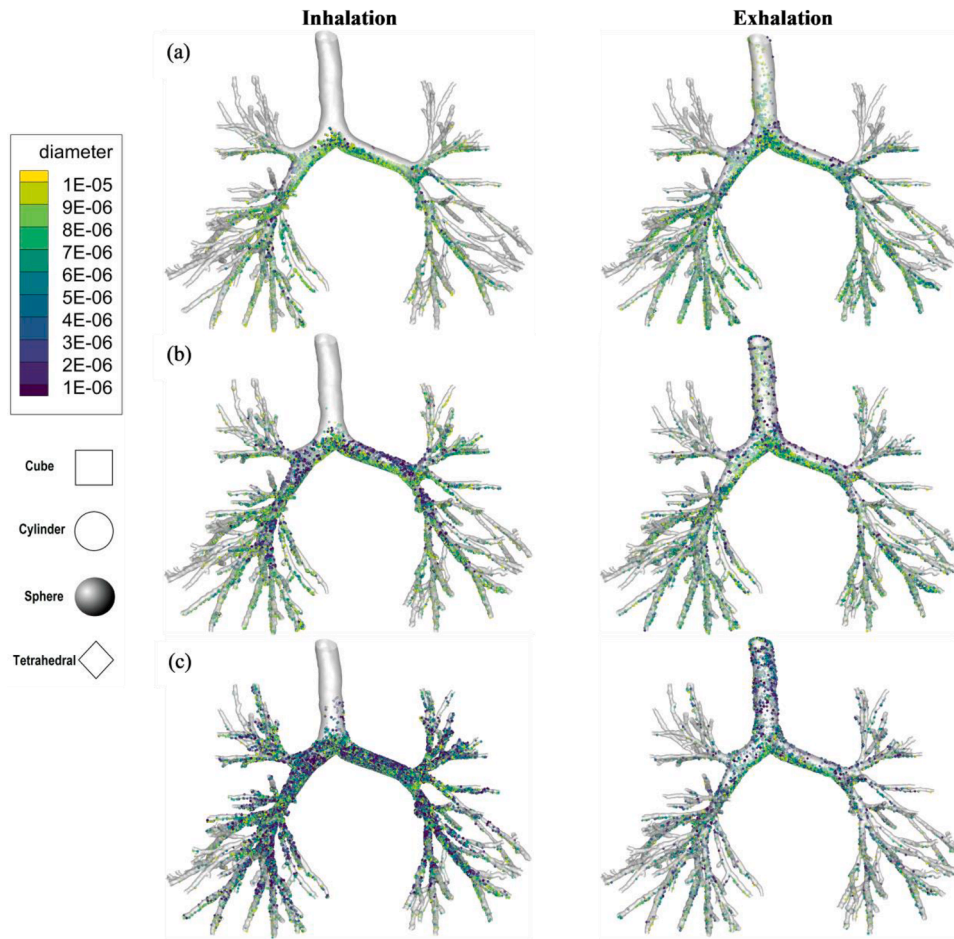 Inhalation
Exhalation
(a)
diameter
1E-05
9E-06
8E-06
7E-06
6E-06
5E-06
4E-06
3E-06
2E-06
1E-06
(b)
Cube
Cylinder
Sphere
Tetrahedral
(c)